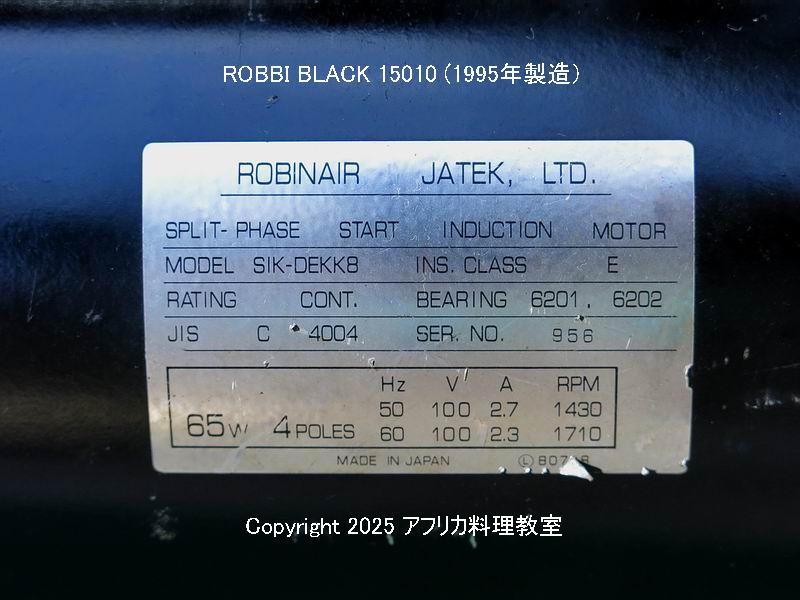 ROBBI BLACK 15010 (1995年製造)
ROBINAIR JATEK, LTD.
SPLIT-PHASE START INDUCTION MOTOR
MODEL SIK-DEKK8 INS. CLASS E
RATING CONT. BEARING 6201. 6202
JIS C 4004 SER. NO. 956
Hz V A RPM
65W 4 POLES
50 100 2.7 1430
60 100 2.3 1710
MADE IN JAPAN Ⓛ
Copyright 2025 アフリカ料理教室